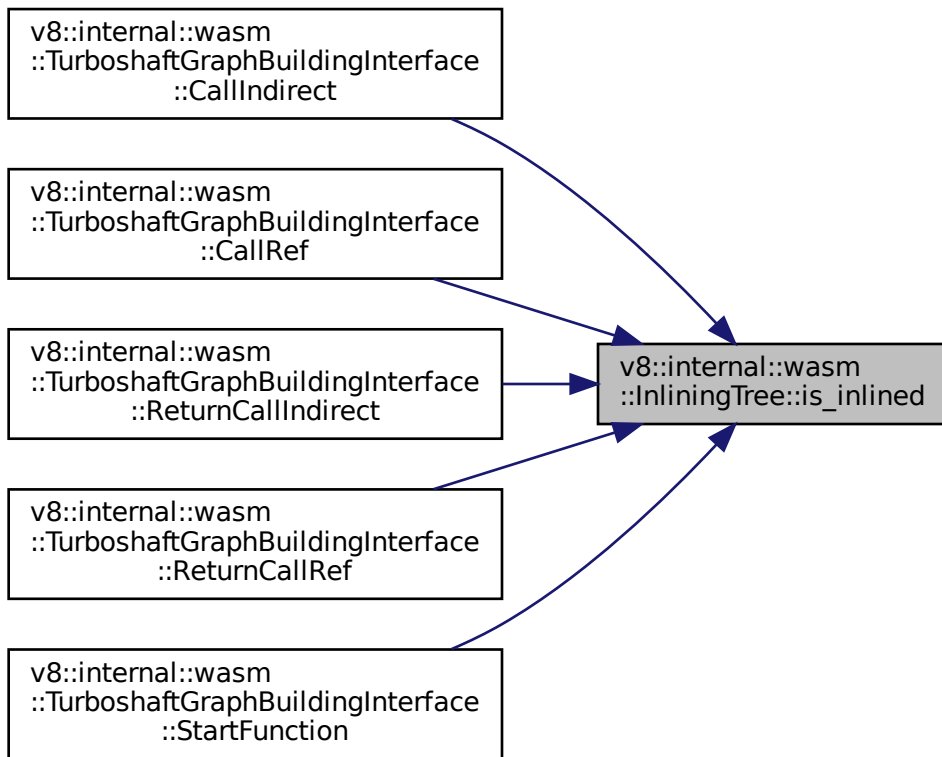 v8::internal::wasm
::TurboshaftGraphBuildingInterface
::CallIndirect
v8::internal::wasm
::TurboshaftGraphBuildingInterface
::CallRef
v8::internal::wasm
::TurboshaftGraphBuildingInterface
::ReturnCallIndirect
v8::internal::wasm
::InliningTree::is_inlined
v8::internal::wasm
::TurboshaftGraphBuildingInterface
::ReturnCallRef
v8::internal::wasm
::TurboshaftGraphBuildingInterface
::StartFunction